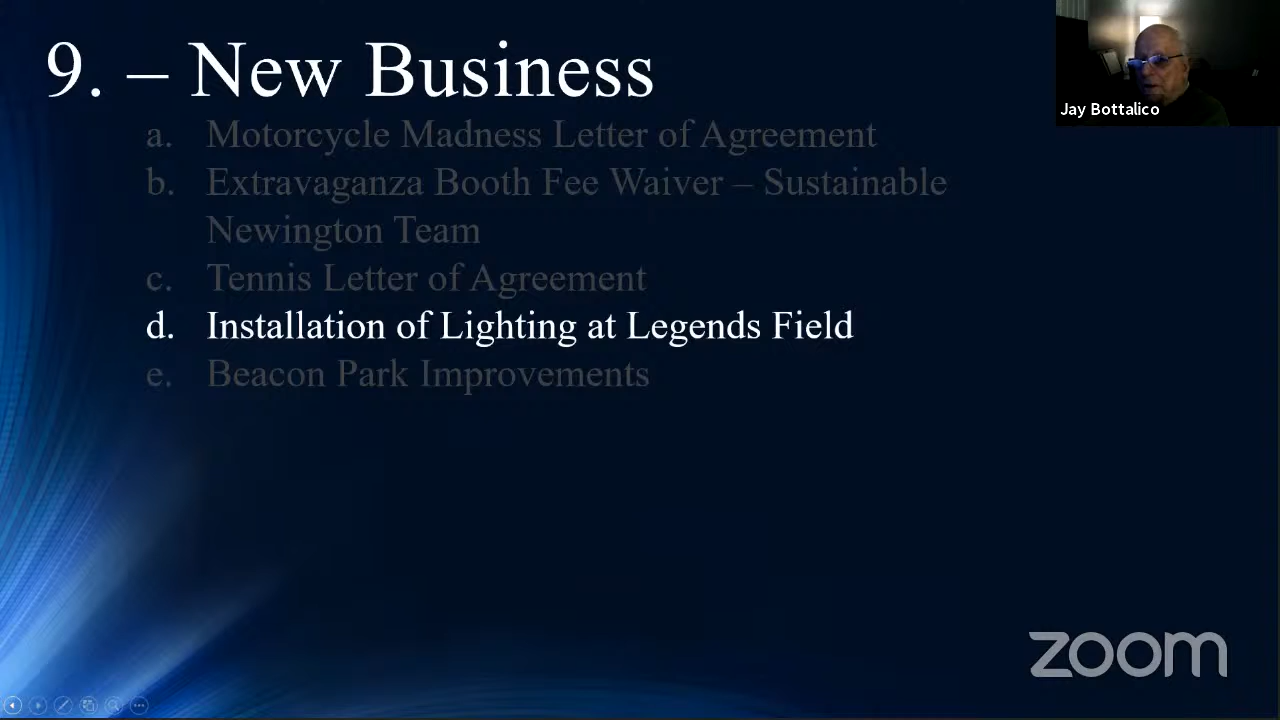 9. – New Business
Jay Bottalico
a. Motorcycle Madness Letter of Agreement
b. Extravaganza Booth Fee Waiver – Sustainable
Newington Team
c. Tennis Letter of Agreement
d. Installation of Lighting at Legends Field
e. Beacon Park Improvements
zoom